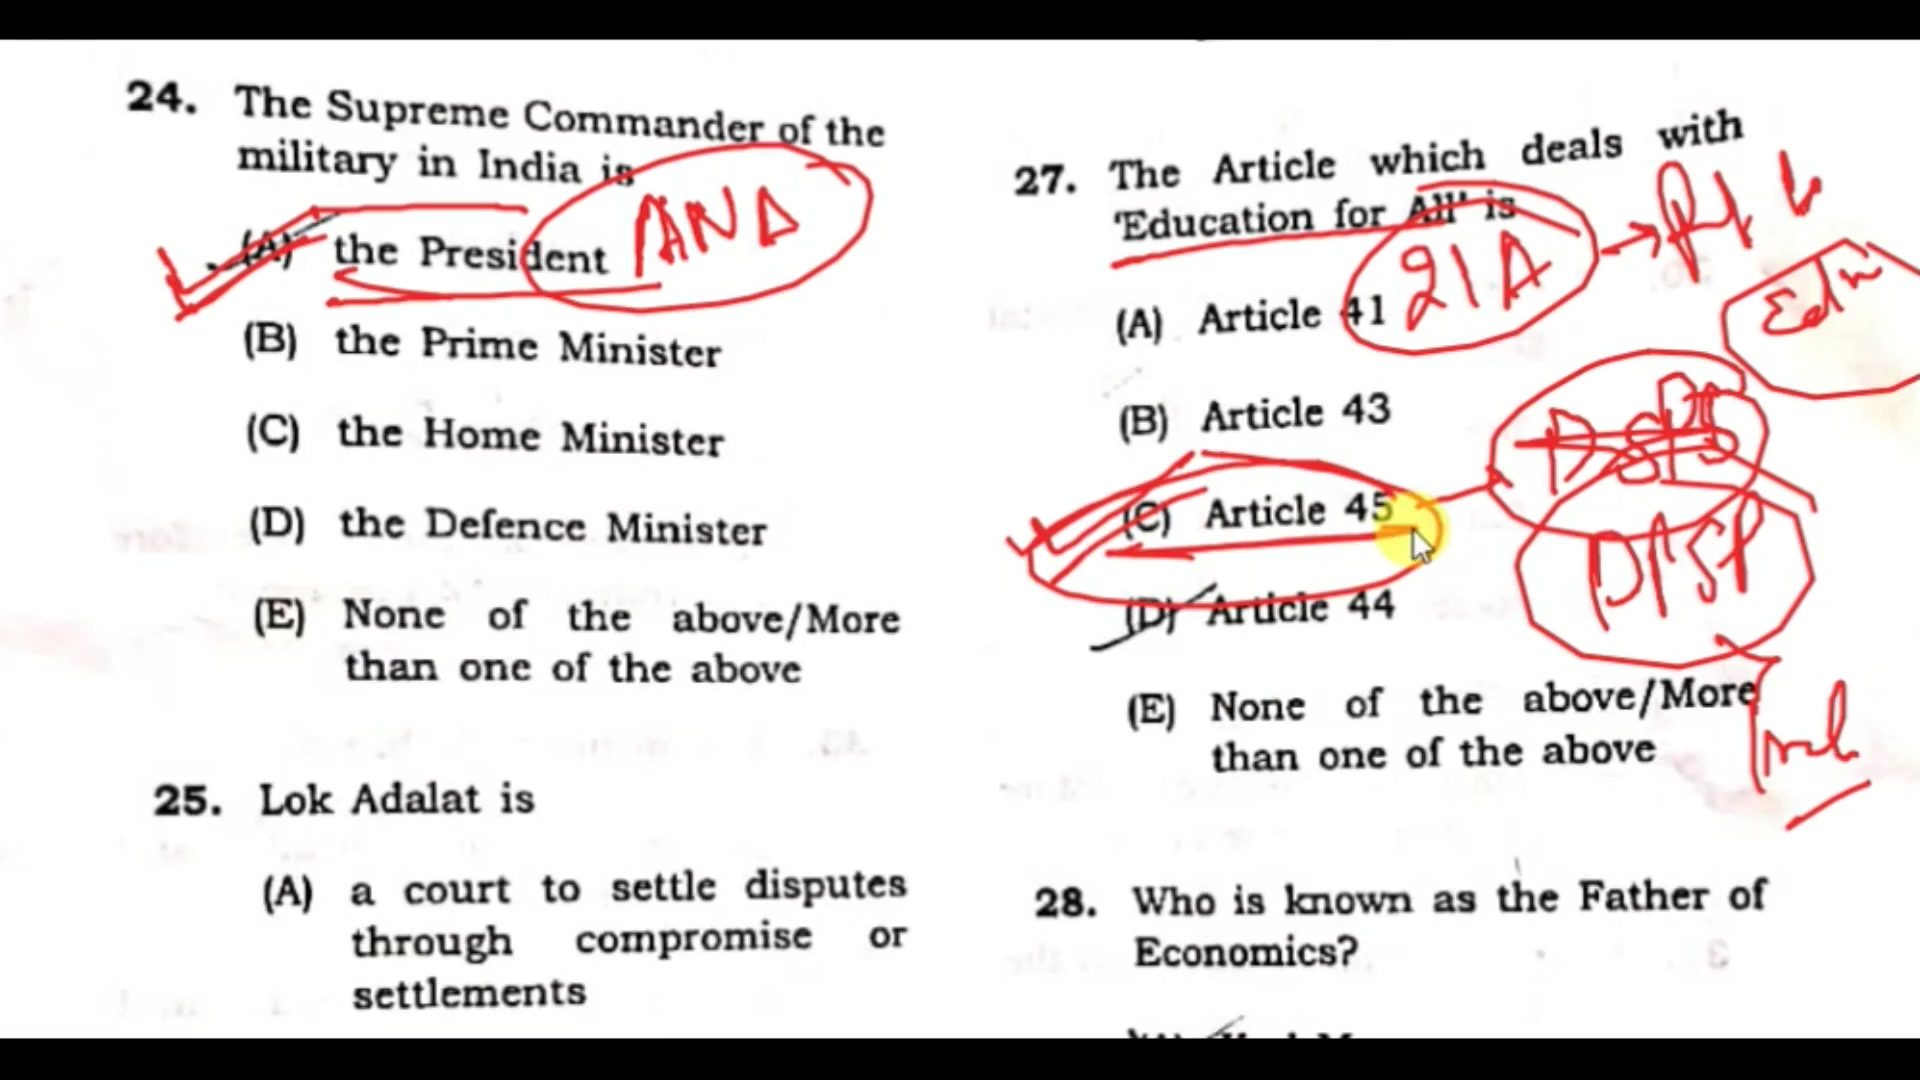 24. The Supreme Commander of the
military in India is
(A) the President
AND
(B) the Prime Minister
(C) the Home Minister
(D) the Defence Minister
(E) None of the above/More
than one of the above
25. Lok Adalat is
(A) a court to settle disputes
through compromise or
settlements
27. The Article which deals with
'Education for All' is
21A
(A) Article 41
(B) Article 43
(C) Article 45
DPSP
(D) Article 44
(E) None of the above/More
than one of the above
28. Who is known as the Father of
Economics?